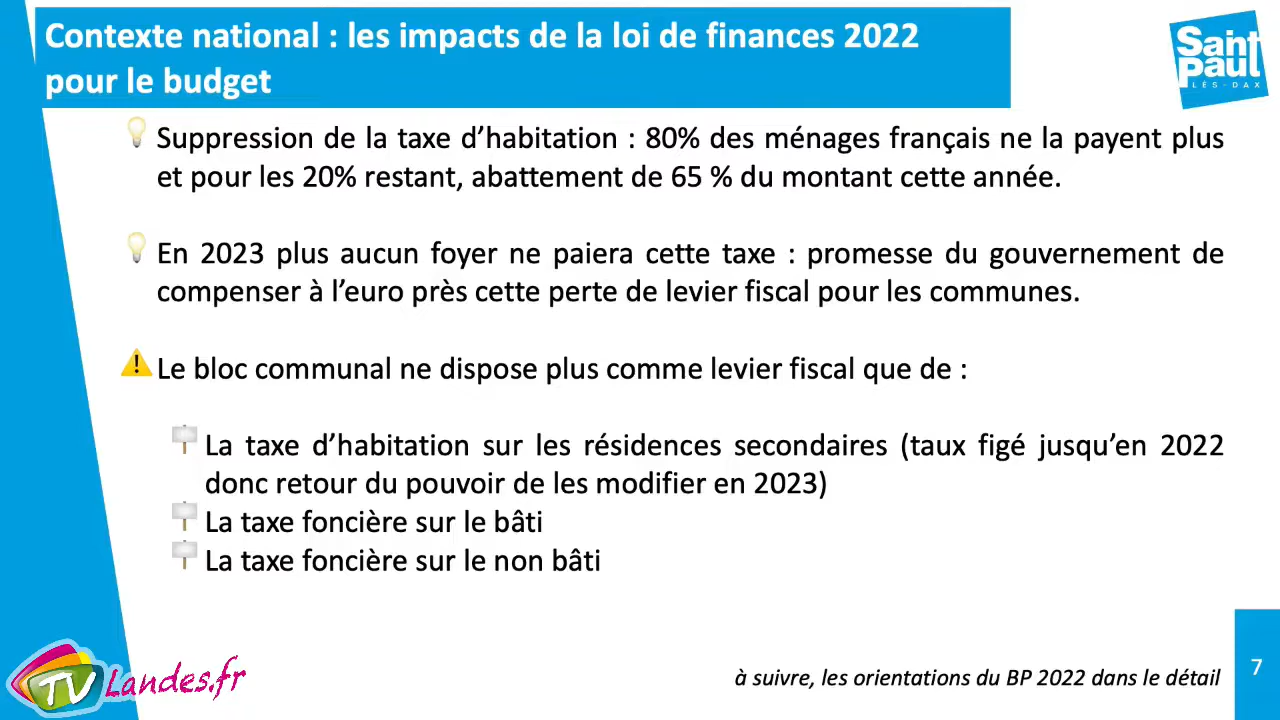 Contexte national : les impacts de la loi de finances 2022
pour le budget
Saint
Paul
LÈS-DAX
Suppression de la taxe d’habitation : 80% des ménages français ne la payent plus
et pour les 20% restant, abattement de 65 % du montant cette année.
En 2023 plus aucun foyer ne paiera cette taxe : promesse du gouvernement de
compenser à l’euro près cette perte de levier fiscal pour les communes.
Le bloc communal ne dispose plus comme levier fiscal que de :
La taxe d’habitation sur les résidences secondaires (taux figé jusqu’en 2022
donc retour du pouvoir de les modifier en 2023)
La taxe foncière sur le bâti
La taxe foncière sur le non bâti
TV Landes.fr
à suivre, les orientations du BP 2022 dans le détail
7